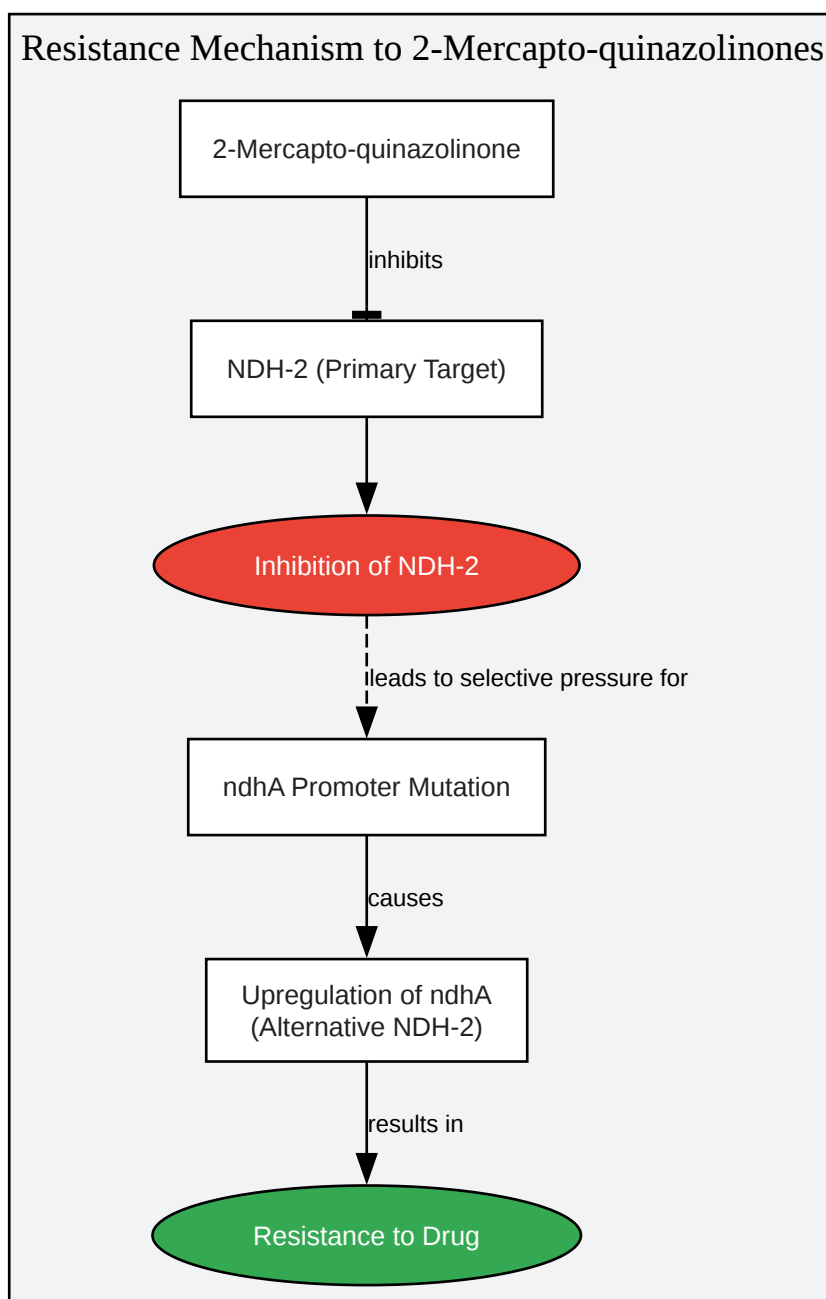 Resistance Mechanism to 2-Mercapto-quinazolinones
2-Mercapto-quinazolinone
inhibits
NDH-2 (Primary Target)
Inhibition of NDH-2
leads to selective pressure for
ndhA Promoter Mutation
causes
Upregulation of ndhA
(Alternative NDH-2)
results in
Resistance to Drug